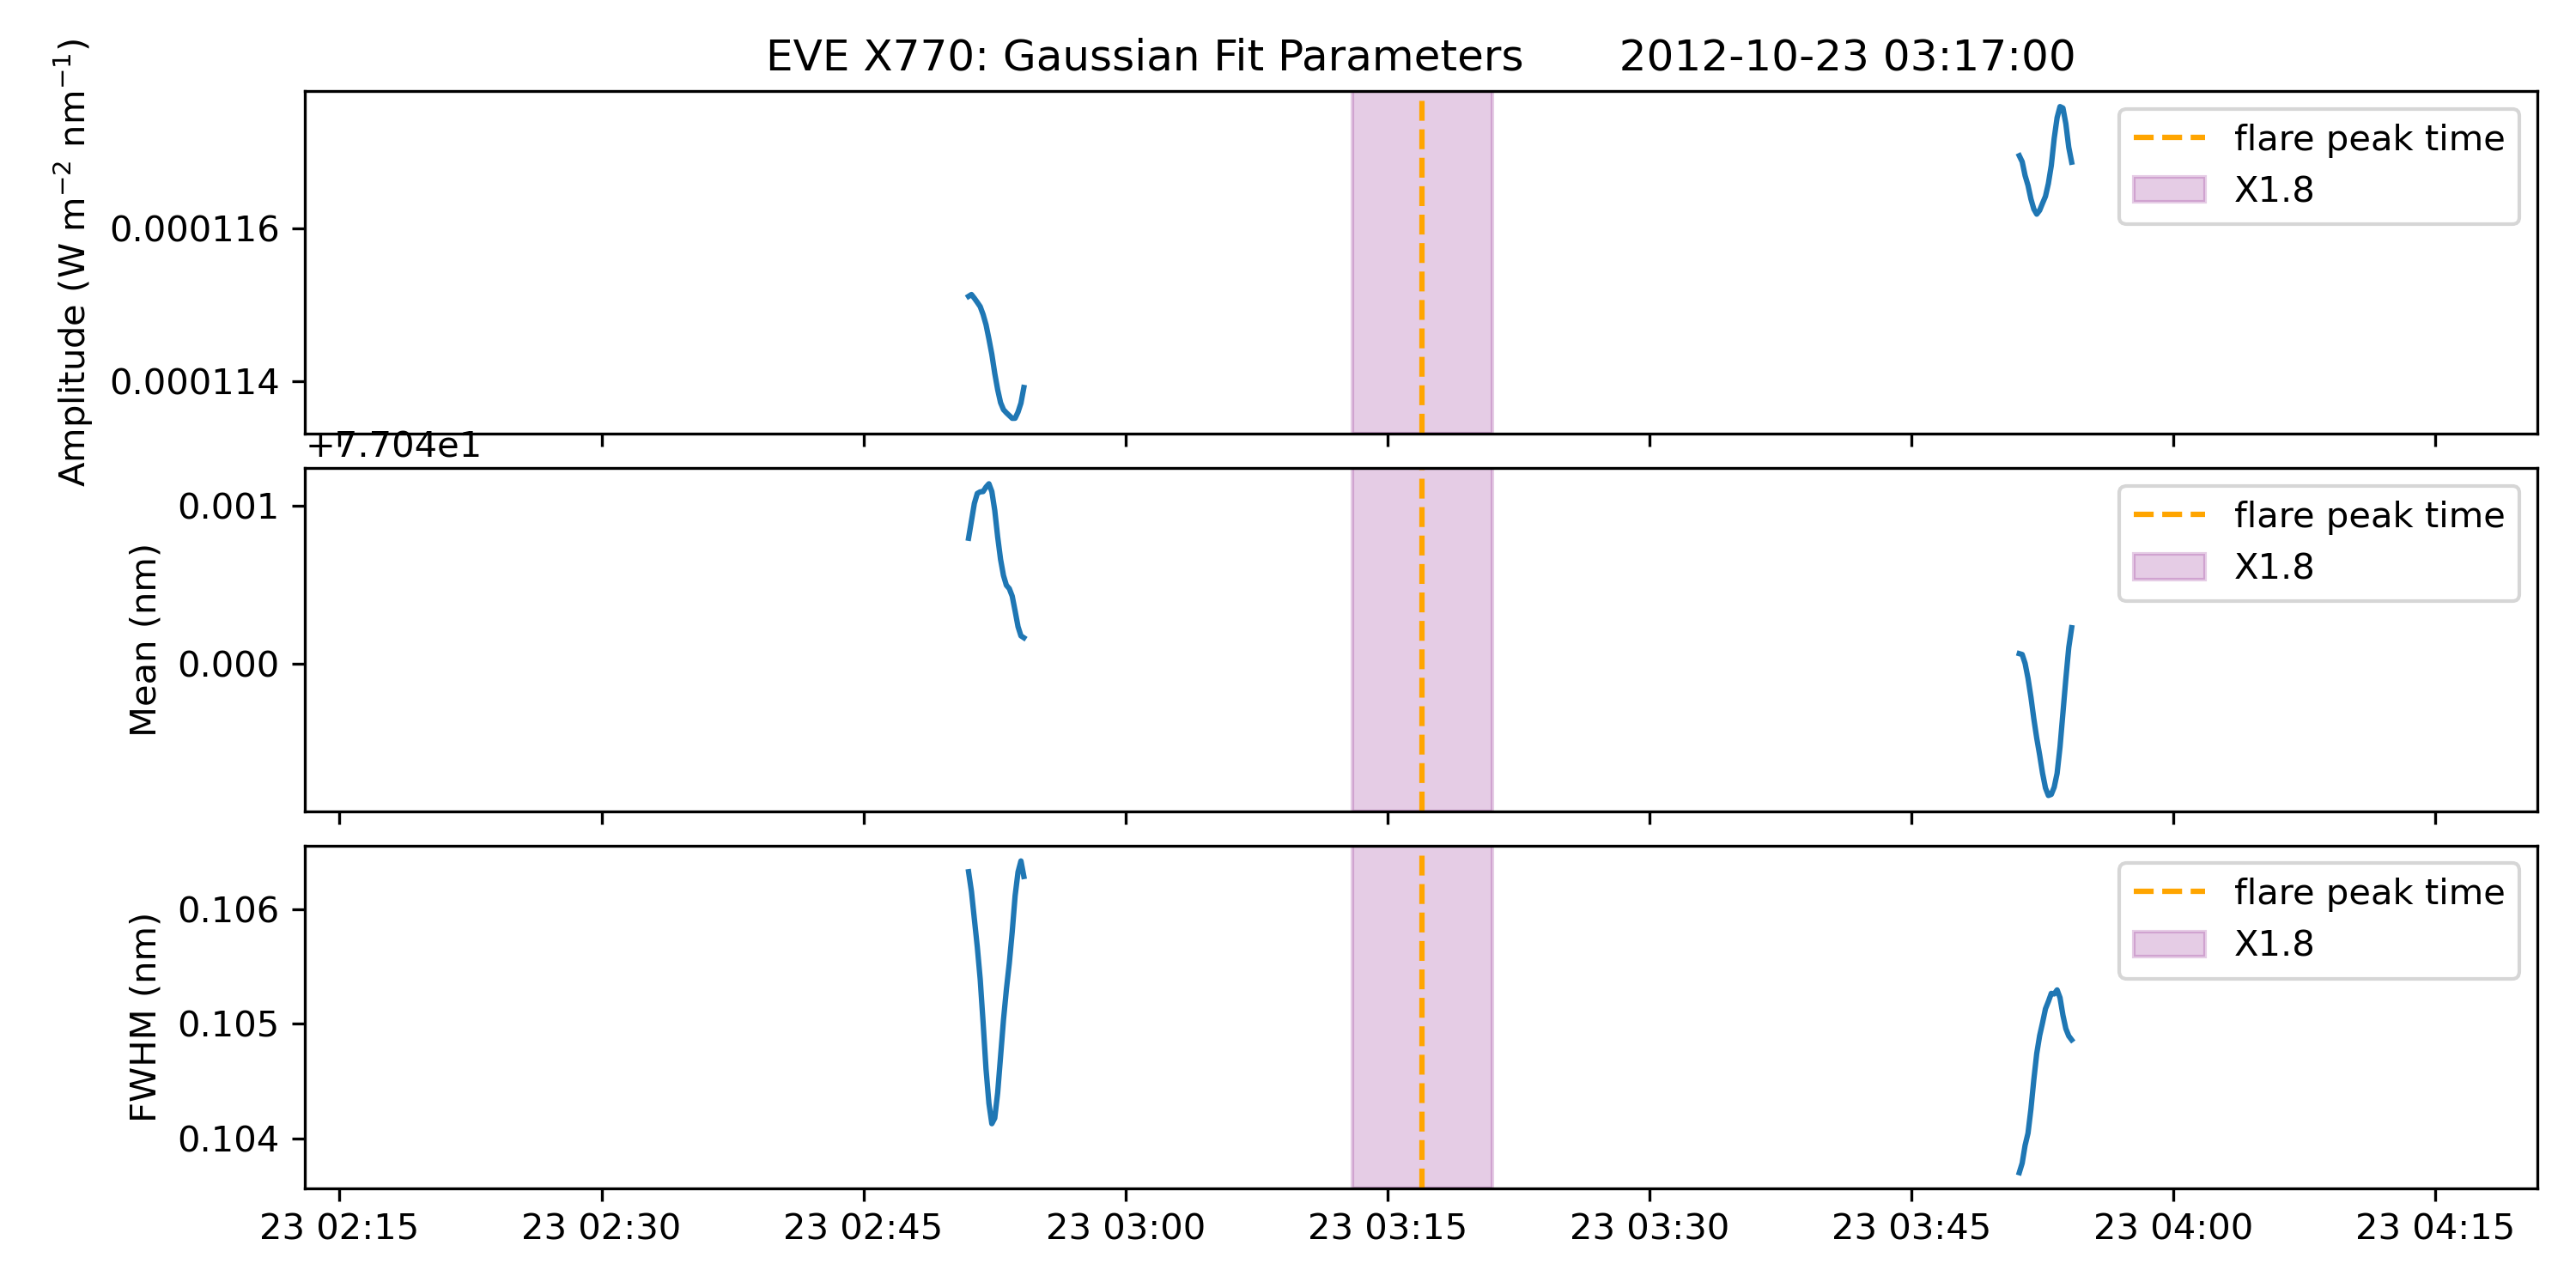 EVE X770: Gaussian Fit Parameters 2012-10-23 03:17:00
Amplitude (W m⁻² nm⁻¹)
0.000116
0.000114
flare peak time
X1.8
+7.704e1
Mean (nm)
0.001
0.000
flare peak time
X1.8
FWHM (nm)
0.106
0.105
0.104
flare peak time
X1.8
23 02:15 23 02:30 23 02:45 23 03:00 23 03:15 23 03:30 23 03:45 23 04:00 23 04:15